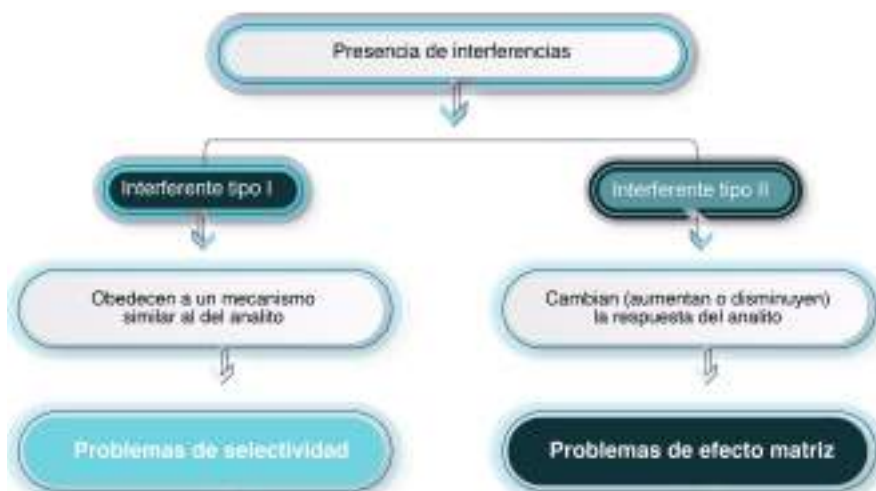 Presencia de interferencias
Interferente tipo I
Interferente tipo II
Obedecen a un mecanismo
similar al del analito
Cambian (aumentan o disminuyen)
la respuesta del analito
Problemas de selectividad
Problemas de efecto matriz